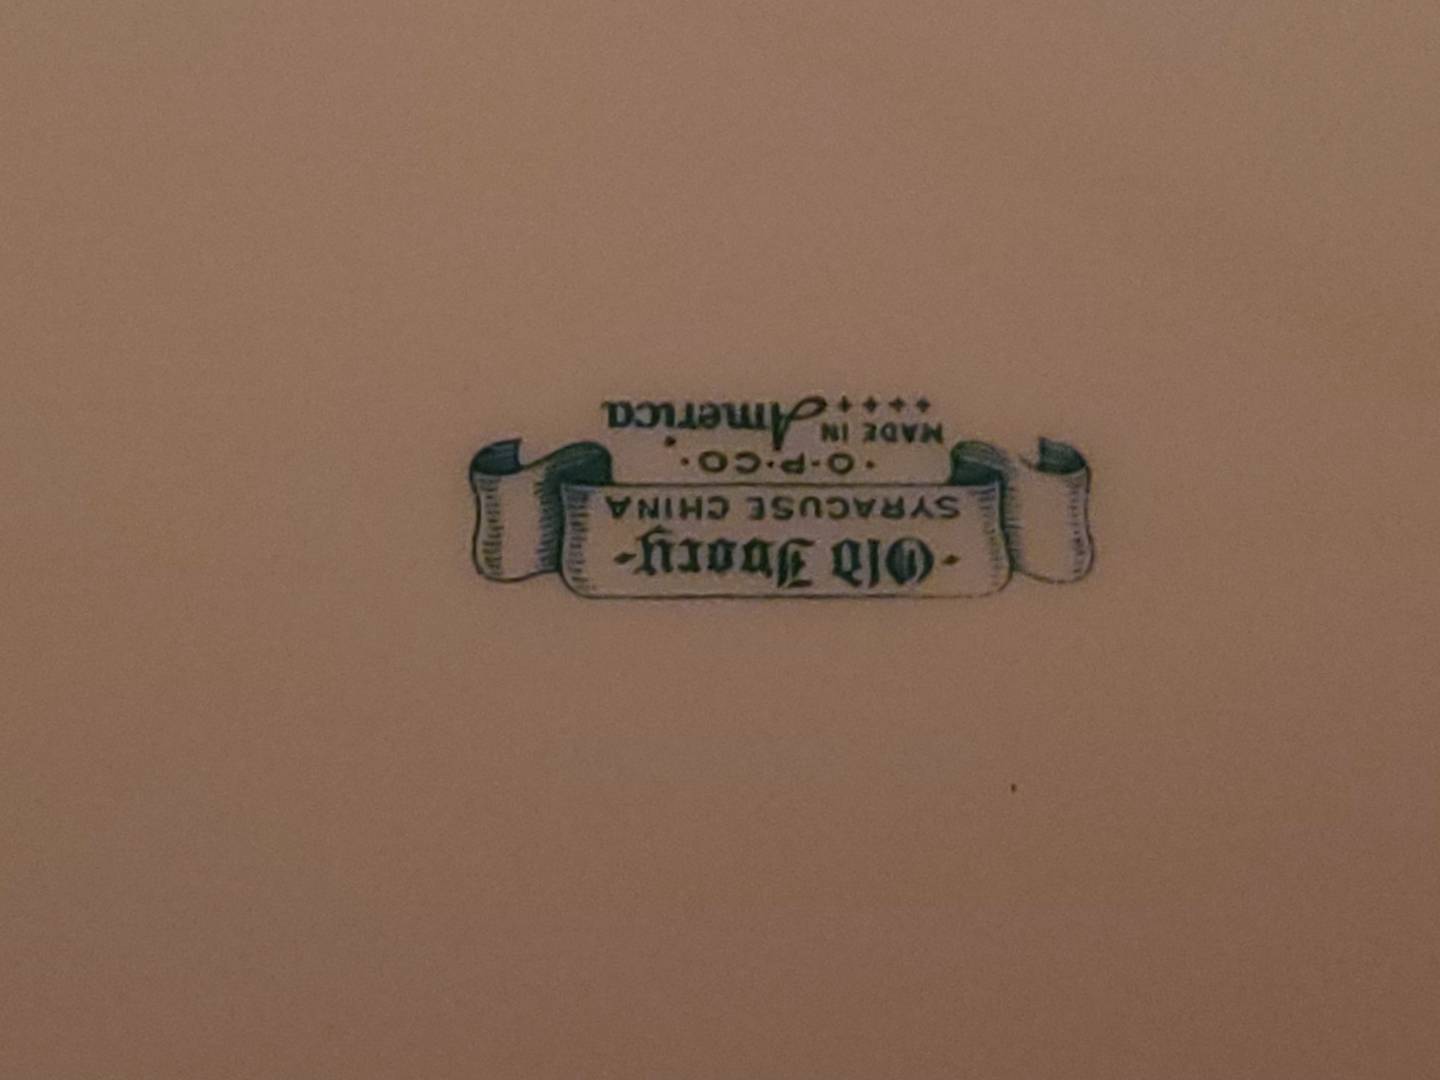 ·Old Ivory·
SYRACUSE CHINA
·O·P·CO·
MADE IN America